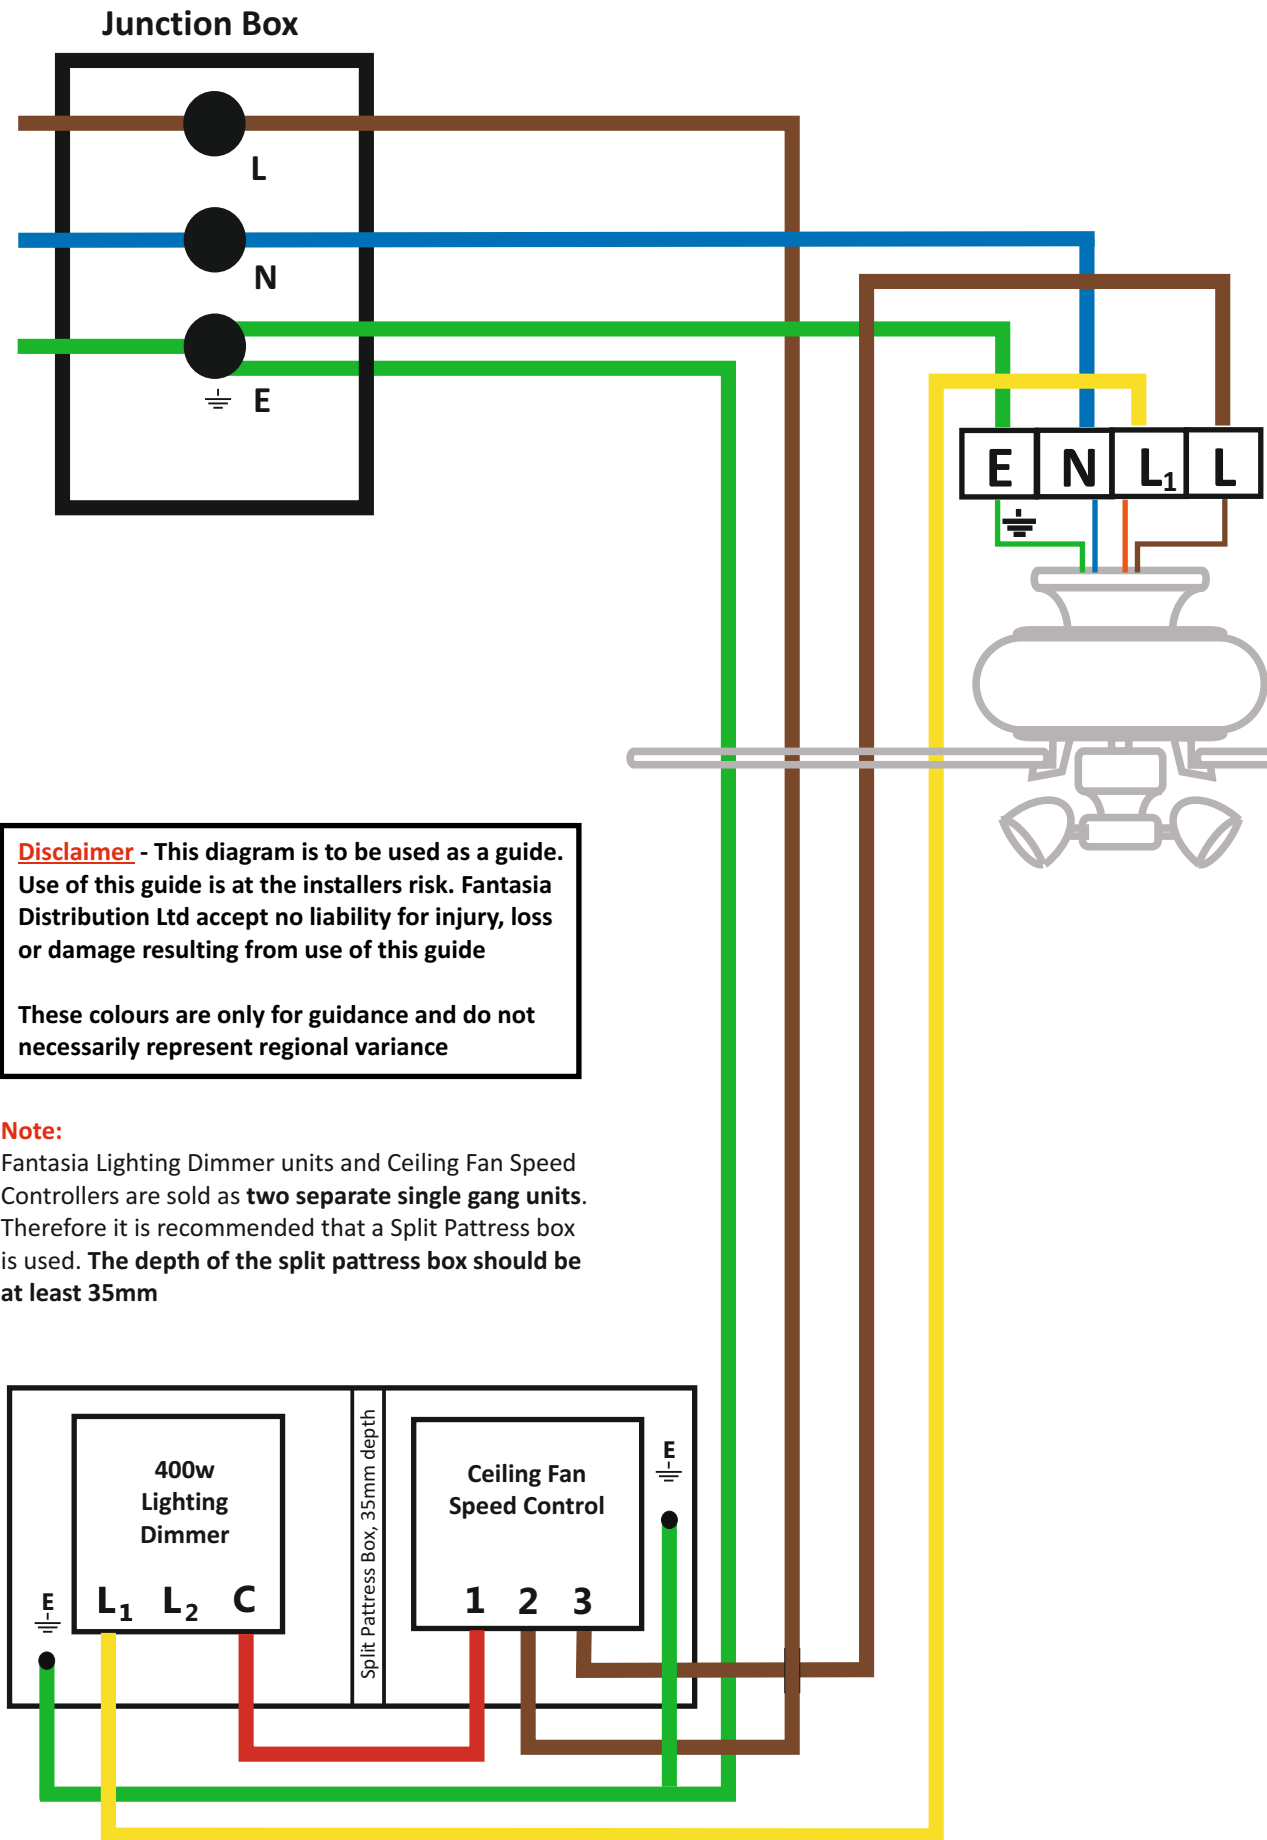 Junction Box
L
N
E
E N L₁ L
Disclaimer - This diagram is to be used as a guide.
Use of this guide is at the installers risk. Fantasia
Distribution Ltd accept no liability for injury, loss
or damage resulting from use of this guide
These colours are only for guidance and do not
necessarily represent regional variance
Note:
Fantasia Lighting Dimmer units and Ceiling Fan Speed
Controllers are sold as two separate single gang units.
Therefore it is recommended that a Split Pattress box
is used. The depth of the split pattress box should be
at least 35mm
400w
Lighting
Dimmer
E
L₁ L₂ C
Split Pattress Box, 35mm depth
Ceiling Fan
Speed Control
1 2 3
E